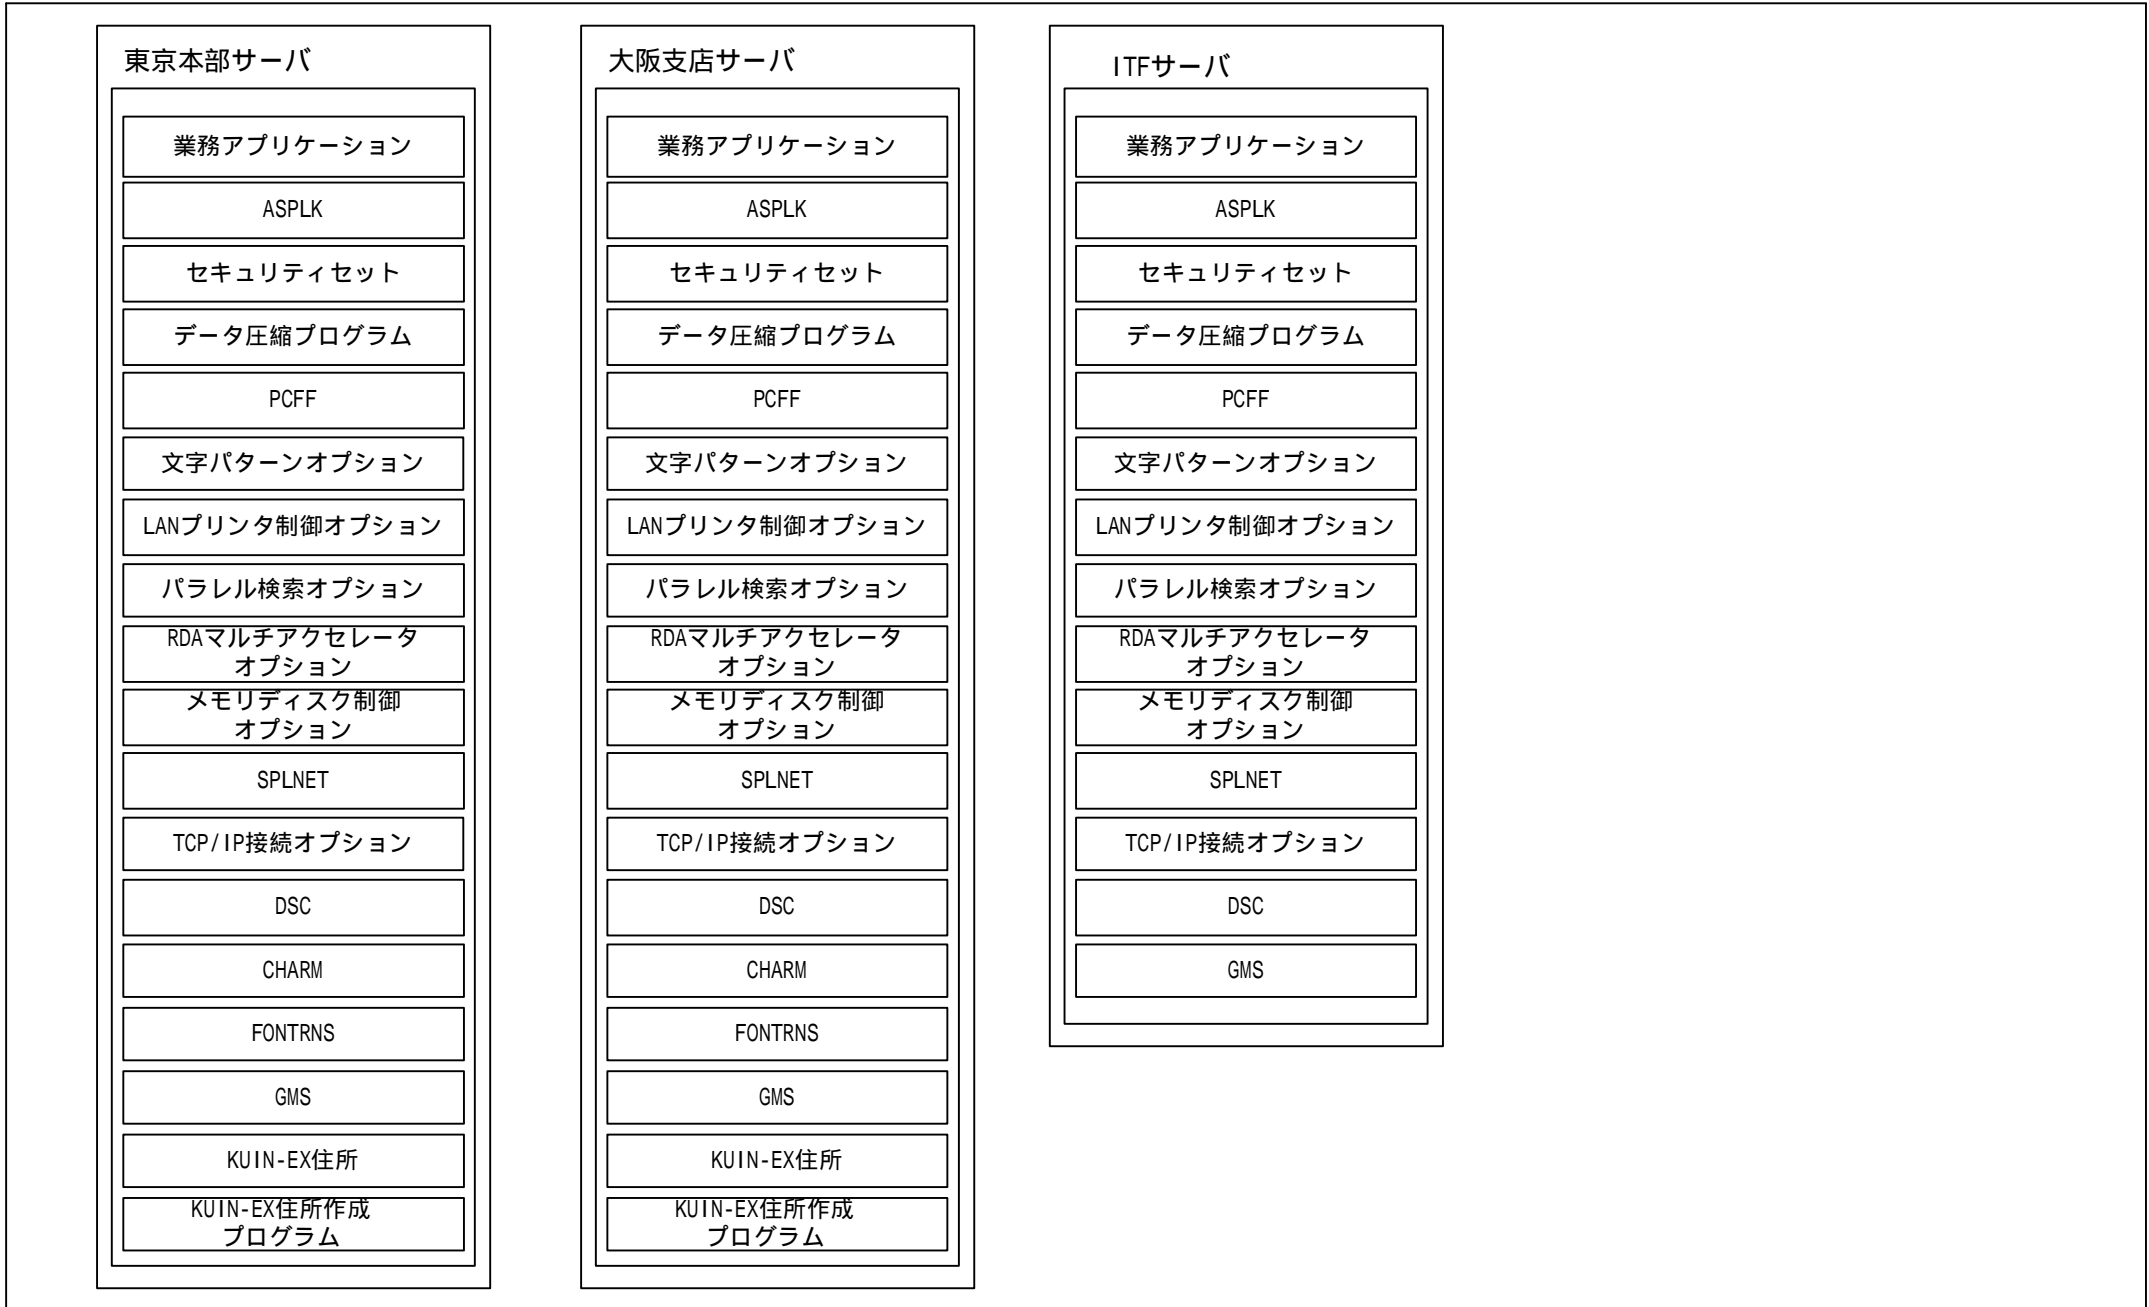 東京本部サーバ
業務アプリケーション
ASPLK
セキュリティセット
データ圧縮プログラム
PCFF
文字パターンオプション
LANプリンタ制御オプション
パラレル検索オプション
RDAマルチアクセレータ
オプション
メモリディスク制御
オプション
SPLNET
TCP/IP接続オプション
DSC
CHARM
FONTRNS
GMS
KUIN-EX住所
KUIN-EX住所作成
プログラム
大阪支店サーバ
業務アプリケーション
ASPLK
セキュリティセット
データ圧縮プログラム
PCFF
文字パターンオプション
LANプリンタ制御オプション
パラレル検索オプション
RDAマルチアクセレータ
オプション
メモリディスク制御
オプション
SPLNET
TCP/IP接続オプション
DSC
CHARM
FONTRNS
GMS
KUIN-EX住所
KUIN-EX住所作成
プログラム
ITFサーバ
業務アプリケーション
ASPLK
セキュリティセット
データ圧縮プログラム
PCFF
文字パターンオプション
LANプリンタ制御オプション
パラレル検索オプション
RDAマルチアクセレータ
オプション
メモリディスク制御
オプション
SPLNET
TCP/IP接続オプション
DSC
GMS